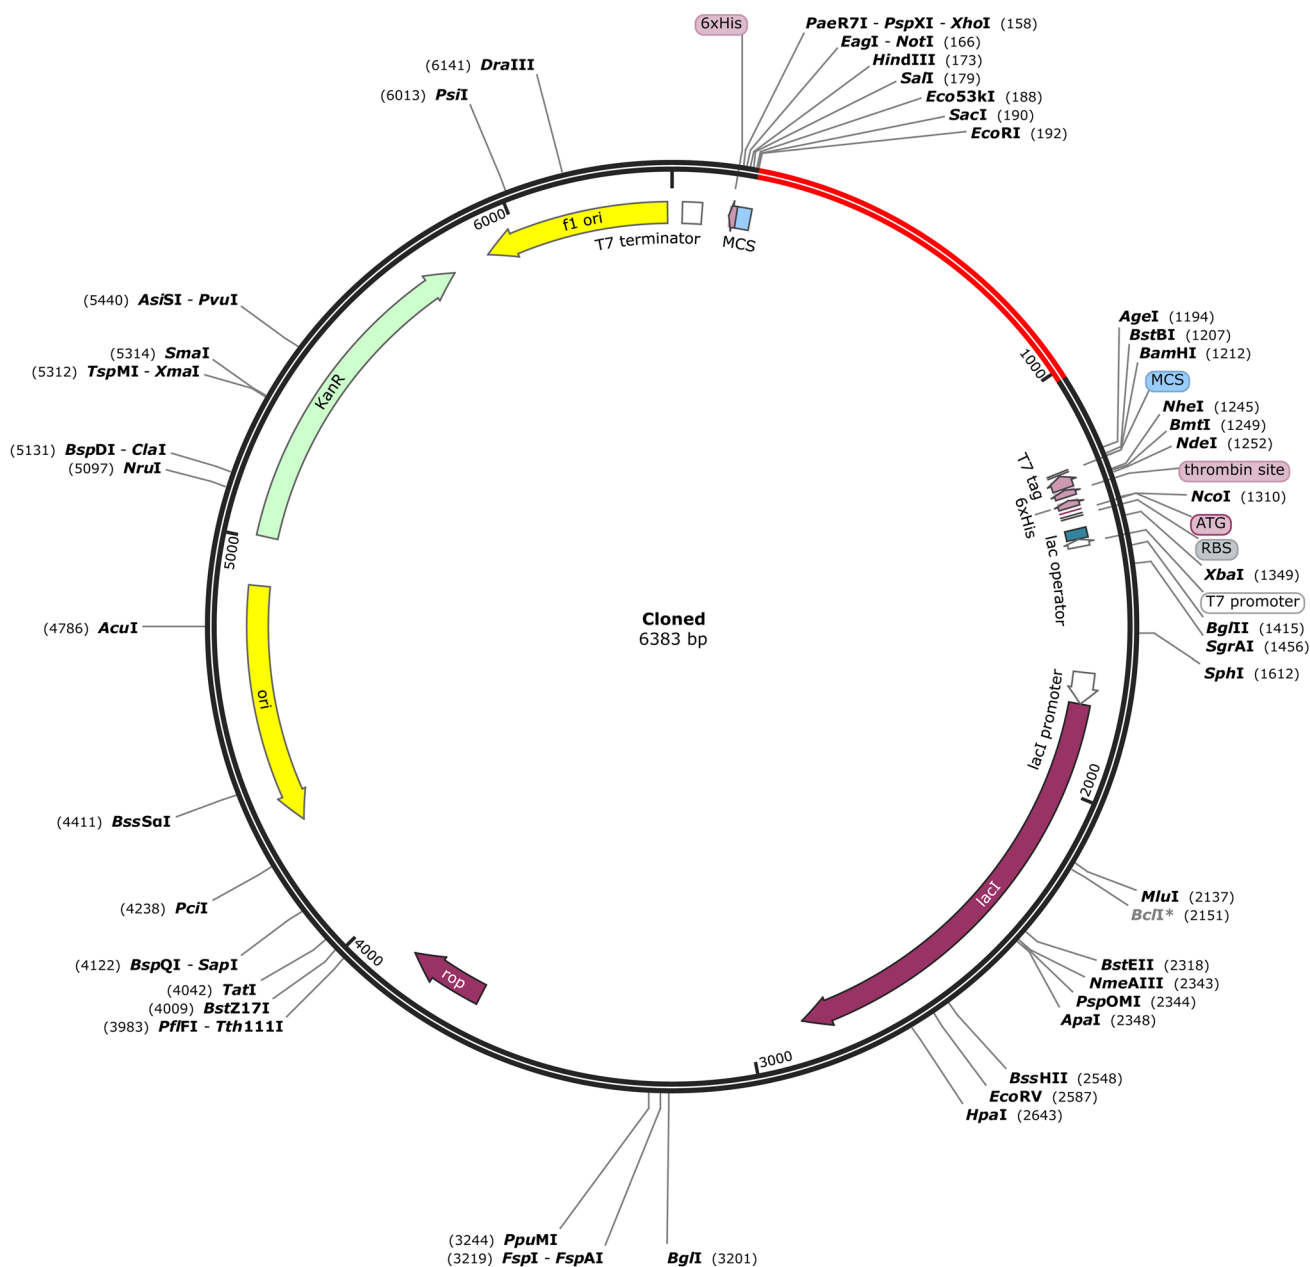 6xHis
PaeR7I - PspXI - XhoI (158)
EagI - NotI (166)
HindIII (173)
SalI (179)
Eco53kI (188)
SacI (190)
EcoRI (192)
(6141) DraIII
(6013) PsiI
6000
f1 ori
T7 terminator
MCS
(5440) AsiSI - PvuI
(5314) SmaI
(5312) TspMI - XmaI
(5131) BspDI - ClaI
(5097) NruI
KanR
5000
1000
AgeI (1194)
BstBI (1207)
BamHI (1212)
MCS
NheI (1245)
BmtI (1249)
NdeI (1252)
thrombin site
NcoI (1310)
ATG
RBS
XbaI (1349)
T7 promoter
BglII (1415)
SgrAI (1456)
SphI (1612)
T7 tag
6xHis
lac operator
Cloned
6383 bp
(4786) AcuI
ori
lacI promoter
2000
lacI
(4411) BssSαI
(4238) PciI
(4122) BspQI - SapI
(4042) TatI
(4009) BstZ17I
(3983) PflFI - Tth111I
4000
rop
3000
MluI (2137)
BclI* (2151)
BstEII (2318)
NmeAIII (2343)
PspOMI (2344)
ApaI (2348)
BssHII (2548)
EcoRV (2587)
HpaI (2643)
(3244) PpuMI
(3219) FspI - FspAI
BglI (3201)